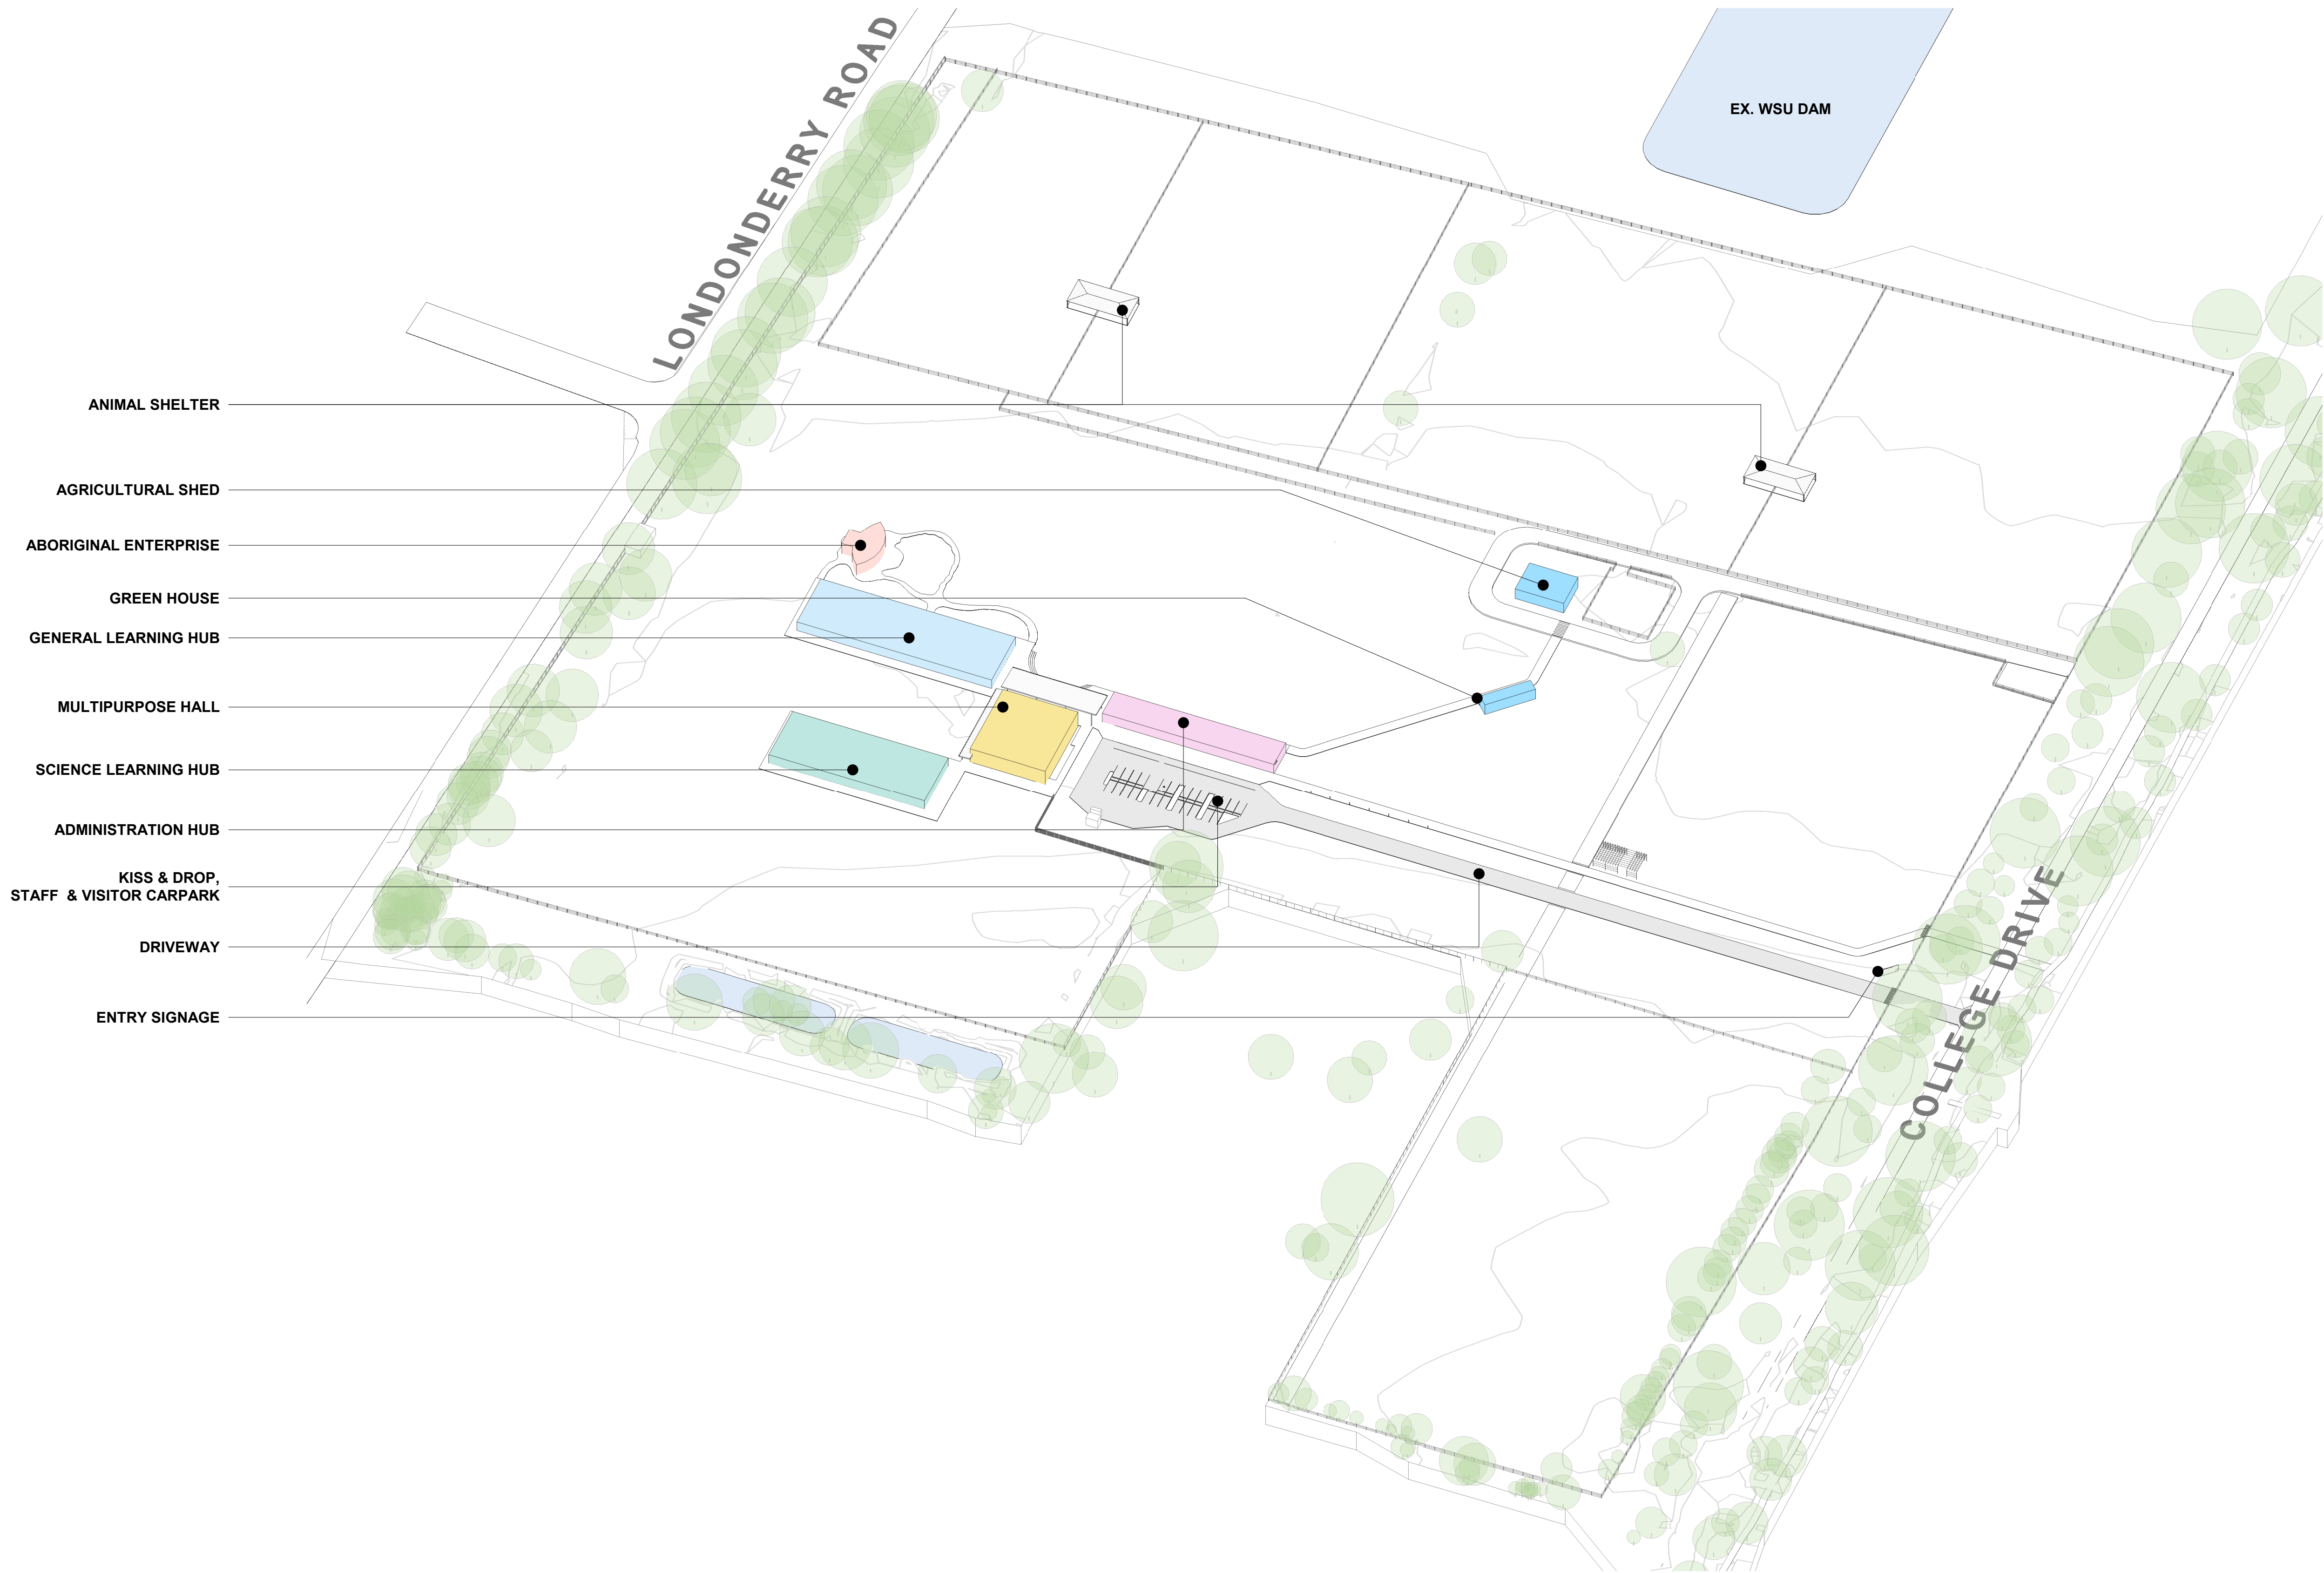 LONDONDERRY ROAD
EX. WSU DAM
ANIMAL SHELTER
AGRICULTURAL SHED
ABORIGINAL ENTERPRISE
GREEN HOUSE
GENERAL LEARNING HUB
MULTIPURPOSE HALL
SCIENCE LEARNING HUB
ADMINISTRATION HUB
KISS & DROP,
STAFF & VISITOR CARPARK
DRIVEWAY
ENTRY SIGNAGE
COLLEGE DRIVE